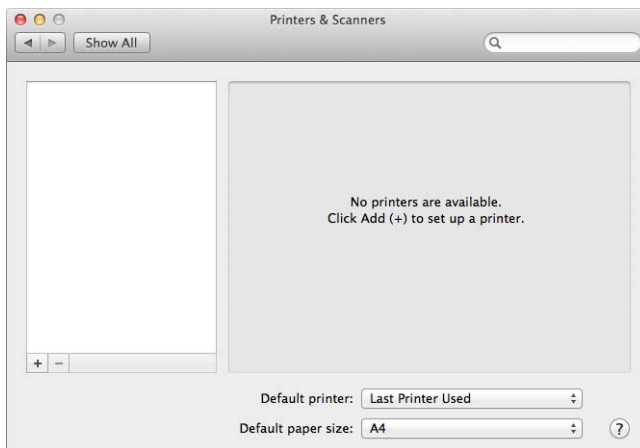 Printers & Scanners
Show All
No printers are available.
Click Add (+) to set up a printer.
+ −
Default printer: Last Printer Used
Default paper size: A4 ?